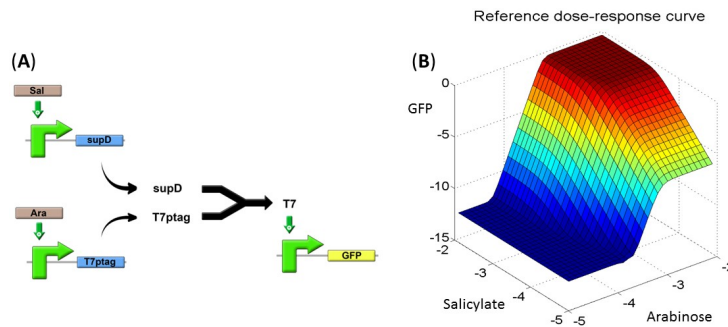 (A)
Sal
supD
Ara
T7ptag
supD
T7ptag
T7
GFP
Reference dose-response curve
(B)
GFP
0
-5
-10
-15
-2
-3
-4
-5
Salicylate
-5
-4
-3
Arabinose